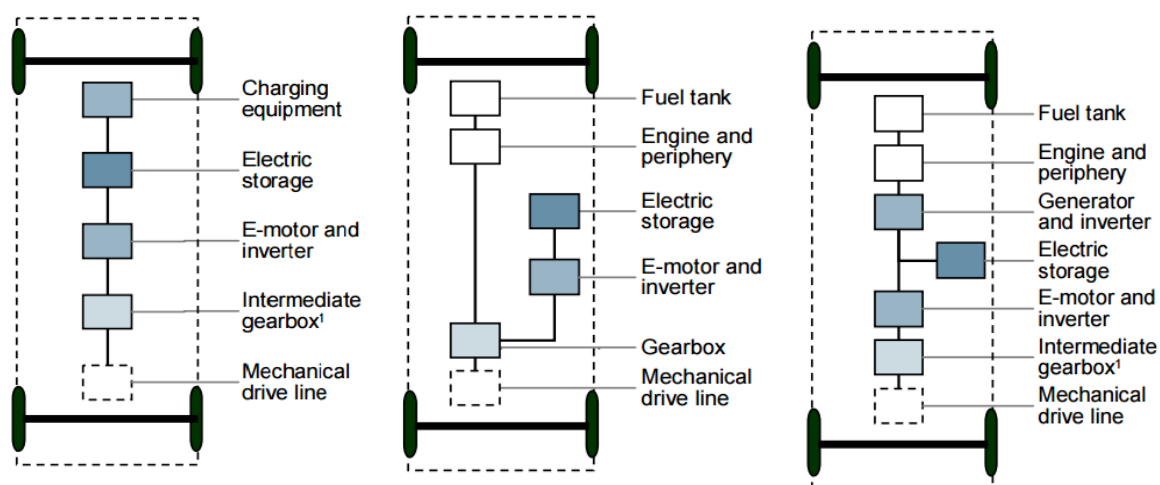 Charging
equipment
Electric
storage
E-motor and
inverter
Intermediate
gearbox¹
Mechanical
drive line
Fuel tank
Engine and
periphery
Electric
storage
E-motor and
inverter
Gearbox
Mechanical
drive line
Fuel tank
Engine and
periphery
Generator
and inverter
Electric
storage
E-motor and
inverter
Intermediate
gearbox¹
Mechanical
drive line